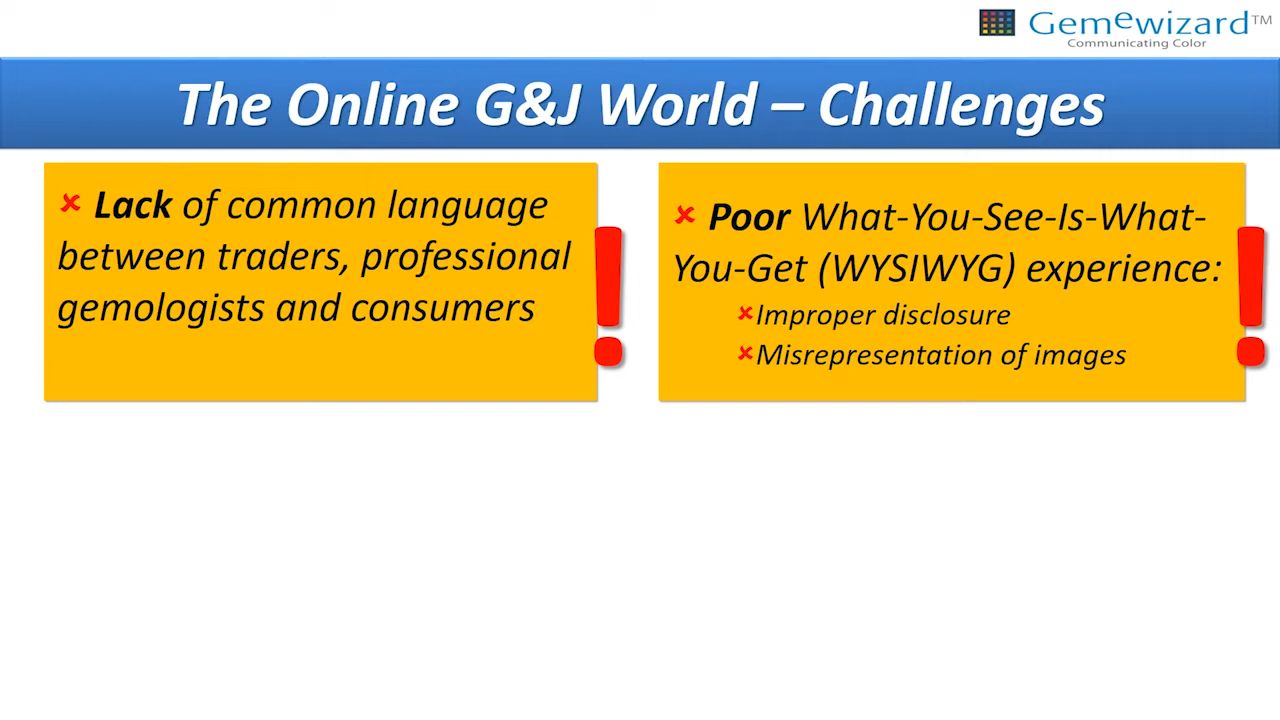 Gemewizard™
Communicating Color
The Online G&J World – Challenges
✘ Lack of common language
between traders, professional
gemologists and consumers
!
✘ Poor What-You-See-Is-What-
You-Get (WYSIWYG) experience:
✘Improper disclosure
✘Misrepresentation of images
!